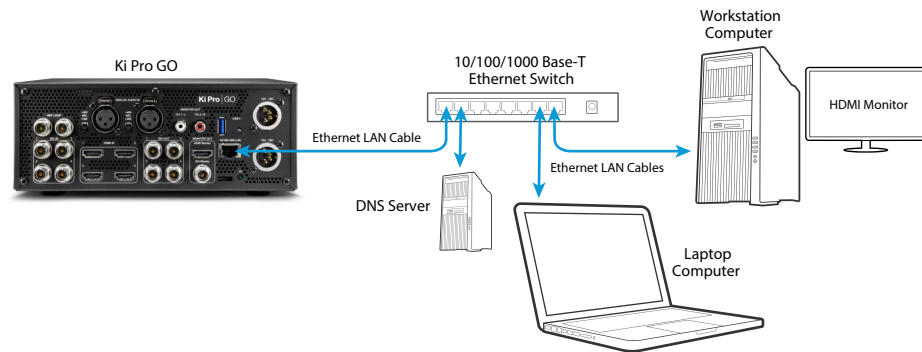 Workstation
Computer
Ki Pro GO
10/100/1000 Base-T
Ethernet Switch
Ki Pro GO
HDMI Monitor
Ethernet LAN Cable
Ethernet LAN Cables
DNS Server
Laptop
Computer